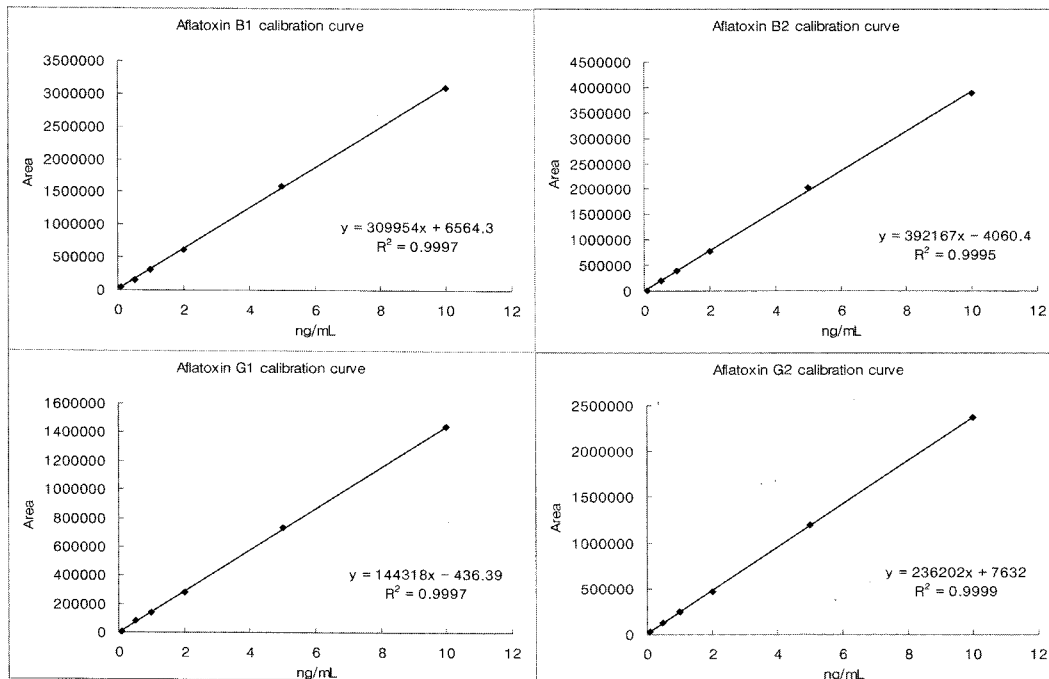 Aflatoxin B1 calibration curve
3500000
3000000
2500000
2000000
1500000
1000000
500000
0
Area
y = 309954x + 6564.3
R² = 0.9997
0 2 4 6 8 10 12
ng/mL
Aflatoxin B2 calibration curve
4500000
4000000
3500000
3000000
2500000
2000000
1500000
1000000
500000
0
Area
y = 392167x − 4060.4
R² = 0.9995
0 2 4 6 8 10 12
ng/mL
Aflatoxin G1 calibration curve
1600000
1400000
1200000
1000000
800000
600000
400000
200000
0
Area
y = 144318x − 436.39
R² = 0.9997
0 2 4 6 8 10 12
ng/mL
Aflatoxin G2 calibration curve
2500000
2000000
1500000
1000000
500000
0
Area
y = 236202x + 7632
R² = 0.9999
0 2 4 6 8 10 12
ng/mL